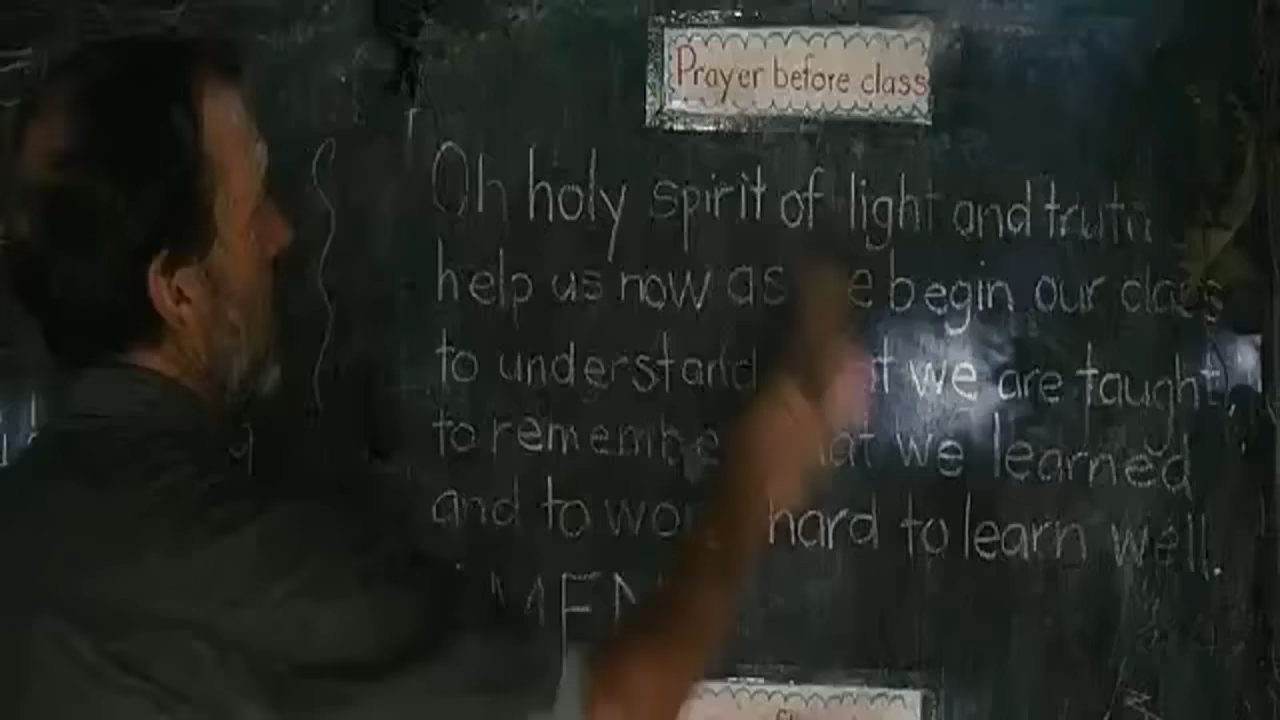 Prayer before class
Oh holy spirit of light and truth
help us now as e begin our class
to understand t we are taught,
to remembe at we learned
and to wo hard to learn well.
MEN